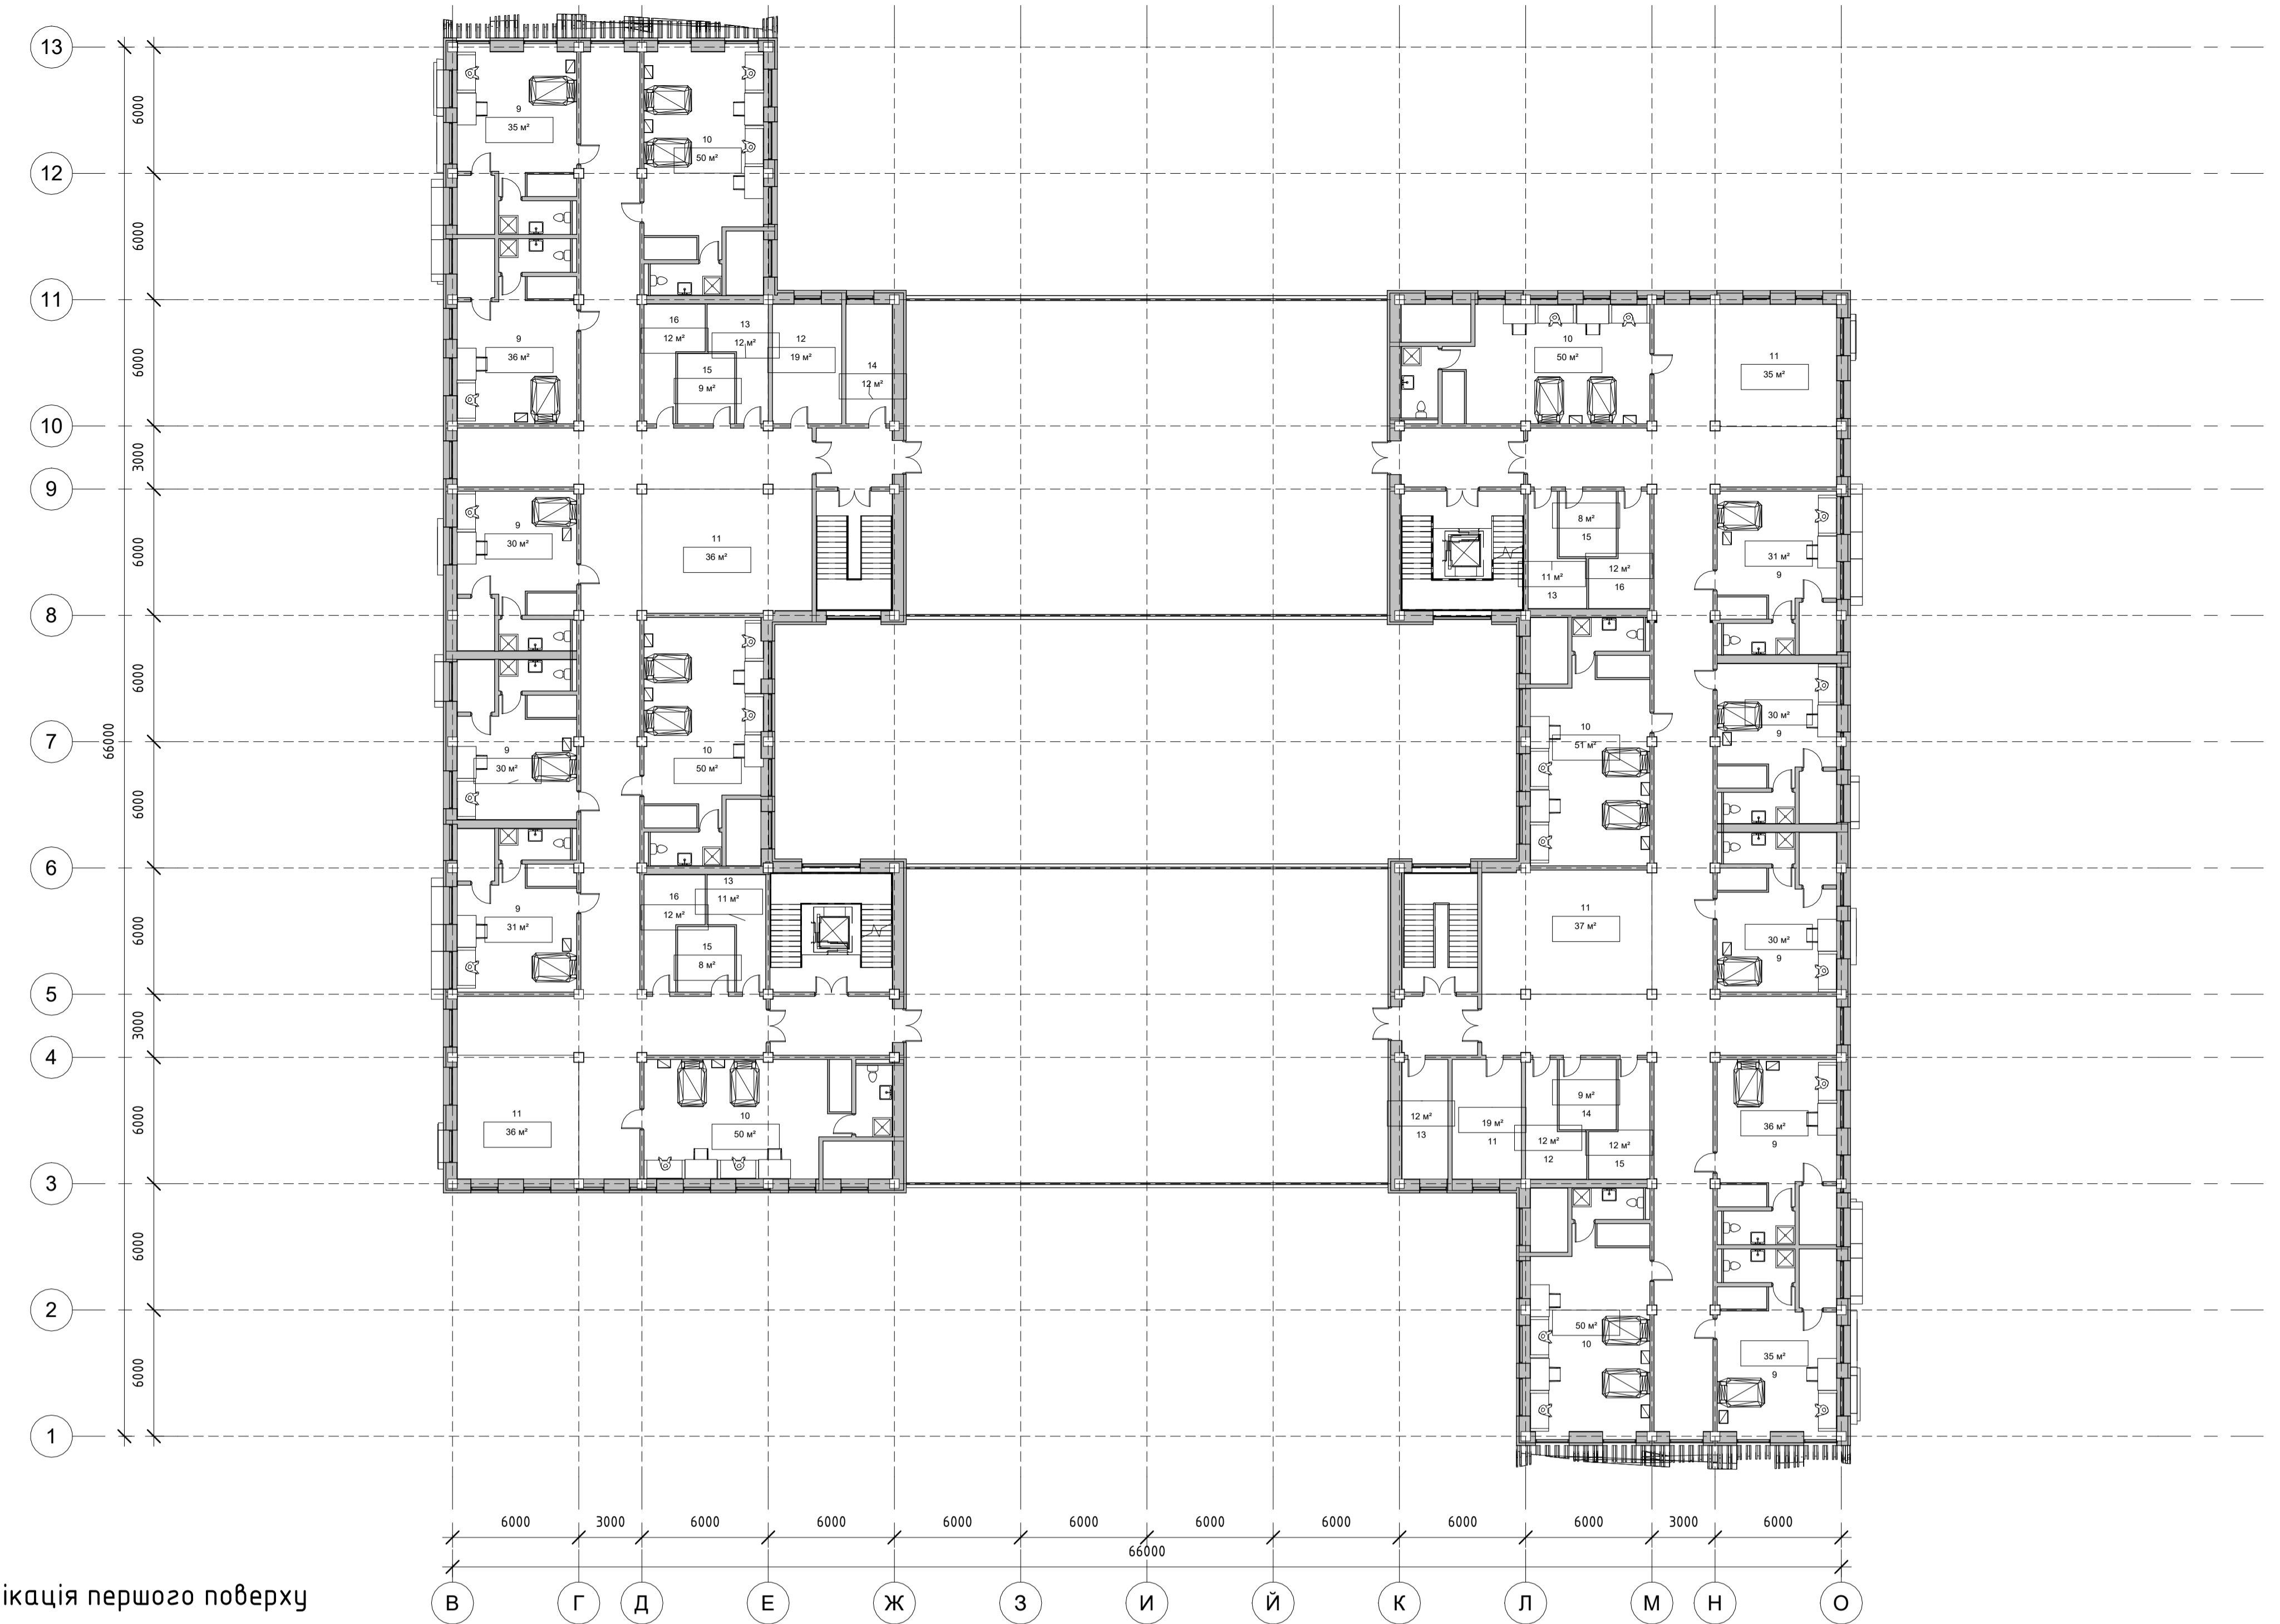 13
6000
9
35 м²
10
50 м²
12
6000
11
6000
16
12 м²
13
12 м²
12
19 м²
15
9 м²
14
12 м²
9
36 м²
10
50 м²
11
35 м²
10
3000
9
9
30 м²
8 м²
15
6000
11
36 м²
11 м²
13
12 м²
16
31 м²
9
8
6000
30 м²
9
7
66000
9
30 м²
10
50 м²
10
51 м²
6000
6
9
31 м²
16
12 м²
13
11 м²
15
8 м²
11
37 м²
30 м²
9
6000
5
3000
4
11
36 м²
10
50 м²
12 м²
13
19 м²
11
9 м²
14
12 м²
12
12 м²
15
36 м²
9
6000
3
6000
2
50 м²
10
35 м²
9
6000
1
6000 3000 6000 6000 6000 6000 6000 6000 6000 6000 3000 6000
66000
В Г Д Е Ж З И Й К Л М Н О
ікація першого поверху